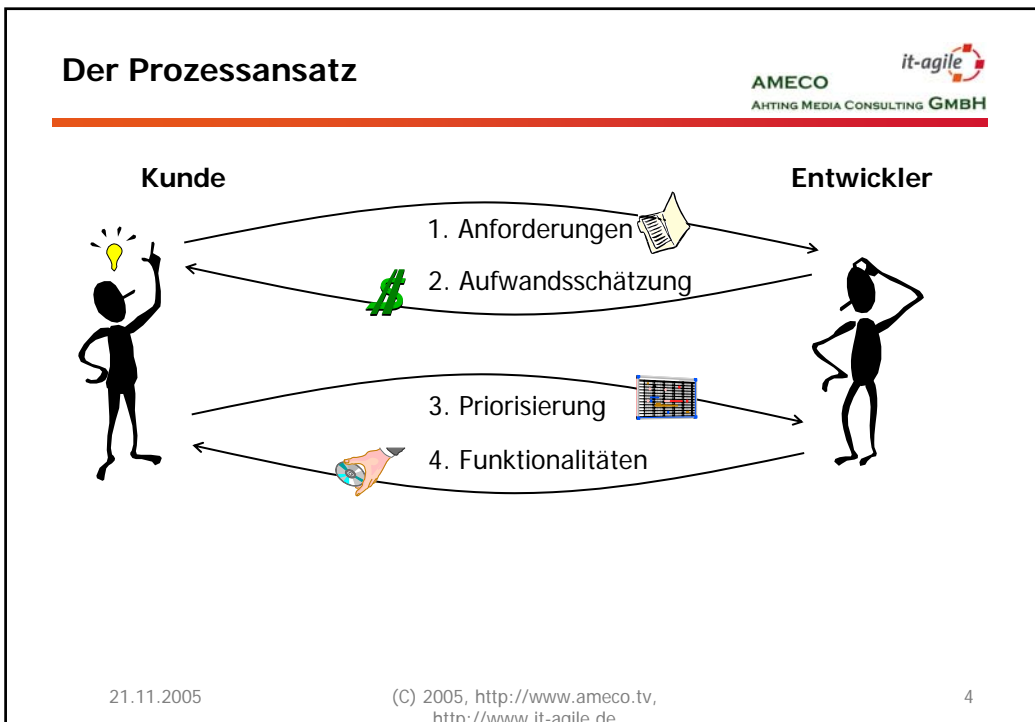 Der Prozessansatz
it-agile
AMECO
AHTING MEDIA CONSULTING GMBH
Kunde
Entwickler
1. Anforderungen
2. Aufwandsschätzung
$
3. Priorisierung
4. Funktionalitäten
21.11.2005
(C) 2005, http://www.ameco.tv,
http://www.it-agile.de
4